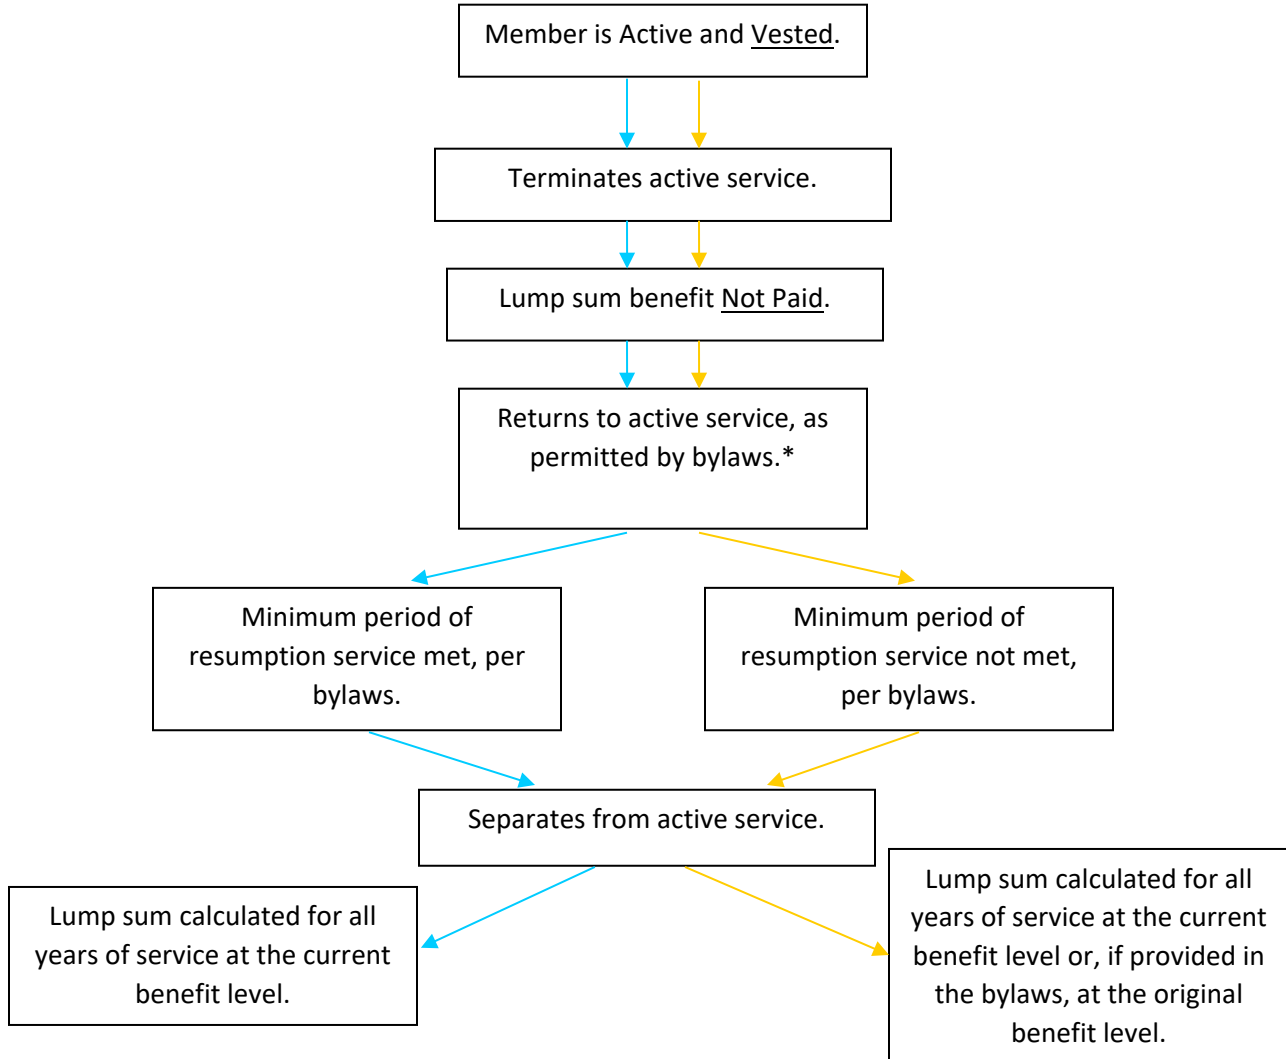 Member is Active and Vested.
Terminates active service.
Lump sum benefit Not Paid.
Returns to active service, as
permitted by bylaws.*
Minimum period of
resumption service met, per
bylaws.
Minimum period of
resumption service not met,
per bylaws.
Separates from active service.
Lump sum calculated for all
years of service at the current
benefit level.
Lump sum calculated for all
years of service at the current
benefit level or, if provided in
the bylaws, at the original
benefit level.